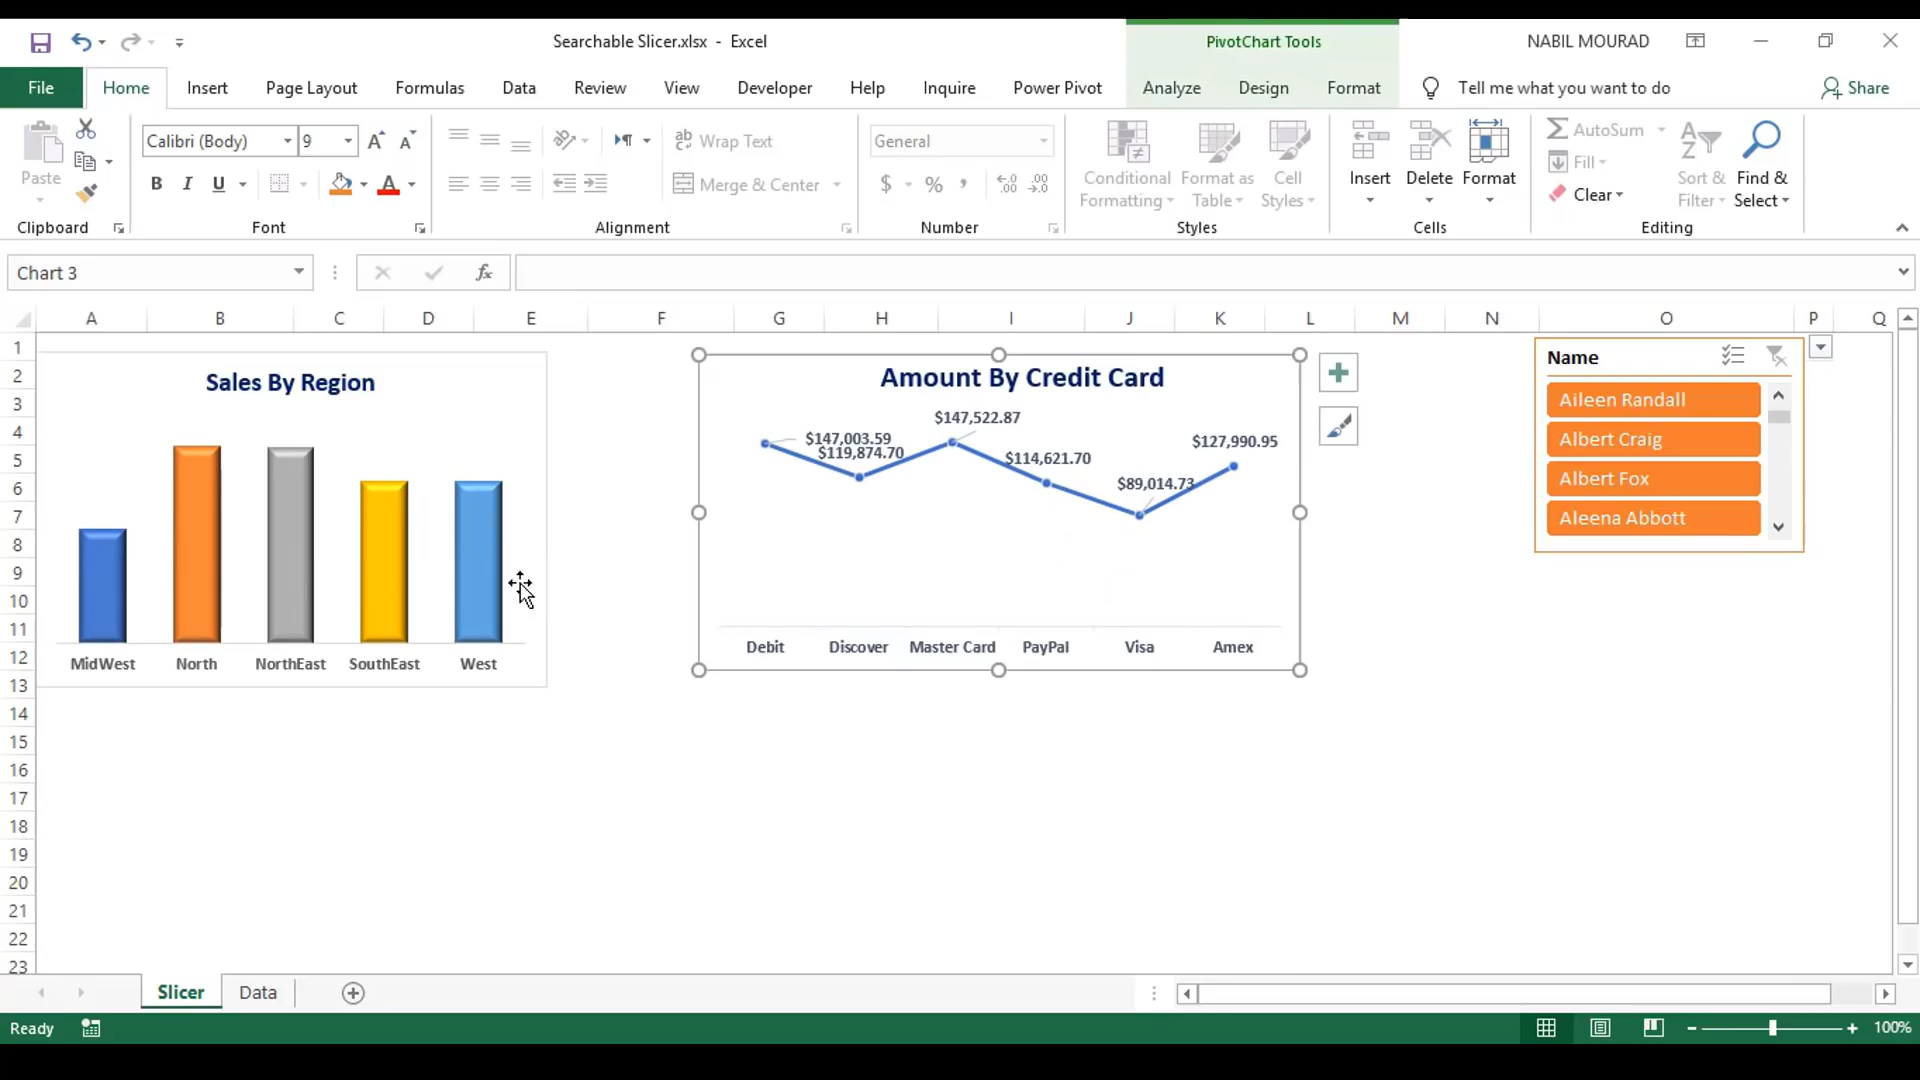 Searchable Slicer.xlsx - Excel
PivotChart Tools
NABIL MOURAD
File
Home
Insert
Page Layout
Formulas
Data
Review
View
Developer
Help
Inquire
Power Pivot
Analyze
Design
Format
Tell me what you want to do
Share
Paste
Clipboard
Calibri (Body)
9
A
A
B
I
U
A
Font
ab
Wrap Text
Merge & Center
Alignment
General
$
%
,
Number
Conditional
Formatting
Format as
Table
Cell
Styles
Styles
Insert
Delete
Format
Cells
AutoSum
Fill
Clear
Sort &
Filter
Find &
Select
Editing
Chart 3
fx
A B C D E F G H I J K L M N O P Q
1
2
3
4
5
6
7
8
9
10
11
12
13
14
15
16
17
18
19
20
21
22
23
Sales By Region
MidWest
North
NorthEast
SouthEast
West
Amount By Credit Card
$147,003.59
$119,874.70
$147,522.87
$114,621.70
$89,014.73
$127,990.95
Debit
Discover
Master Card
PayPal
Visa
Amex
Name
Aileen Randall
Albert Craig
Albert Fox
Aleena Abbott
Slicer
Data
Ready
100%